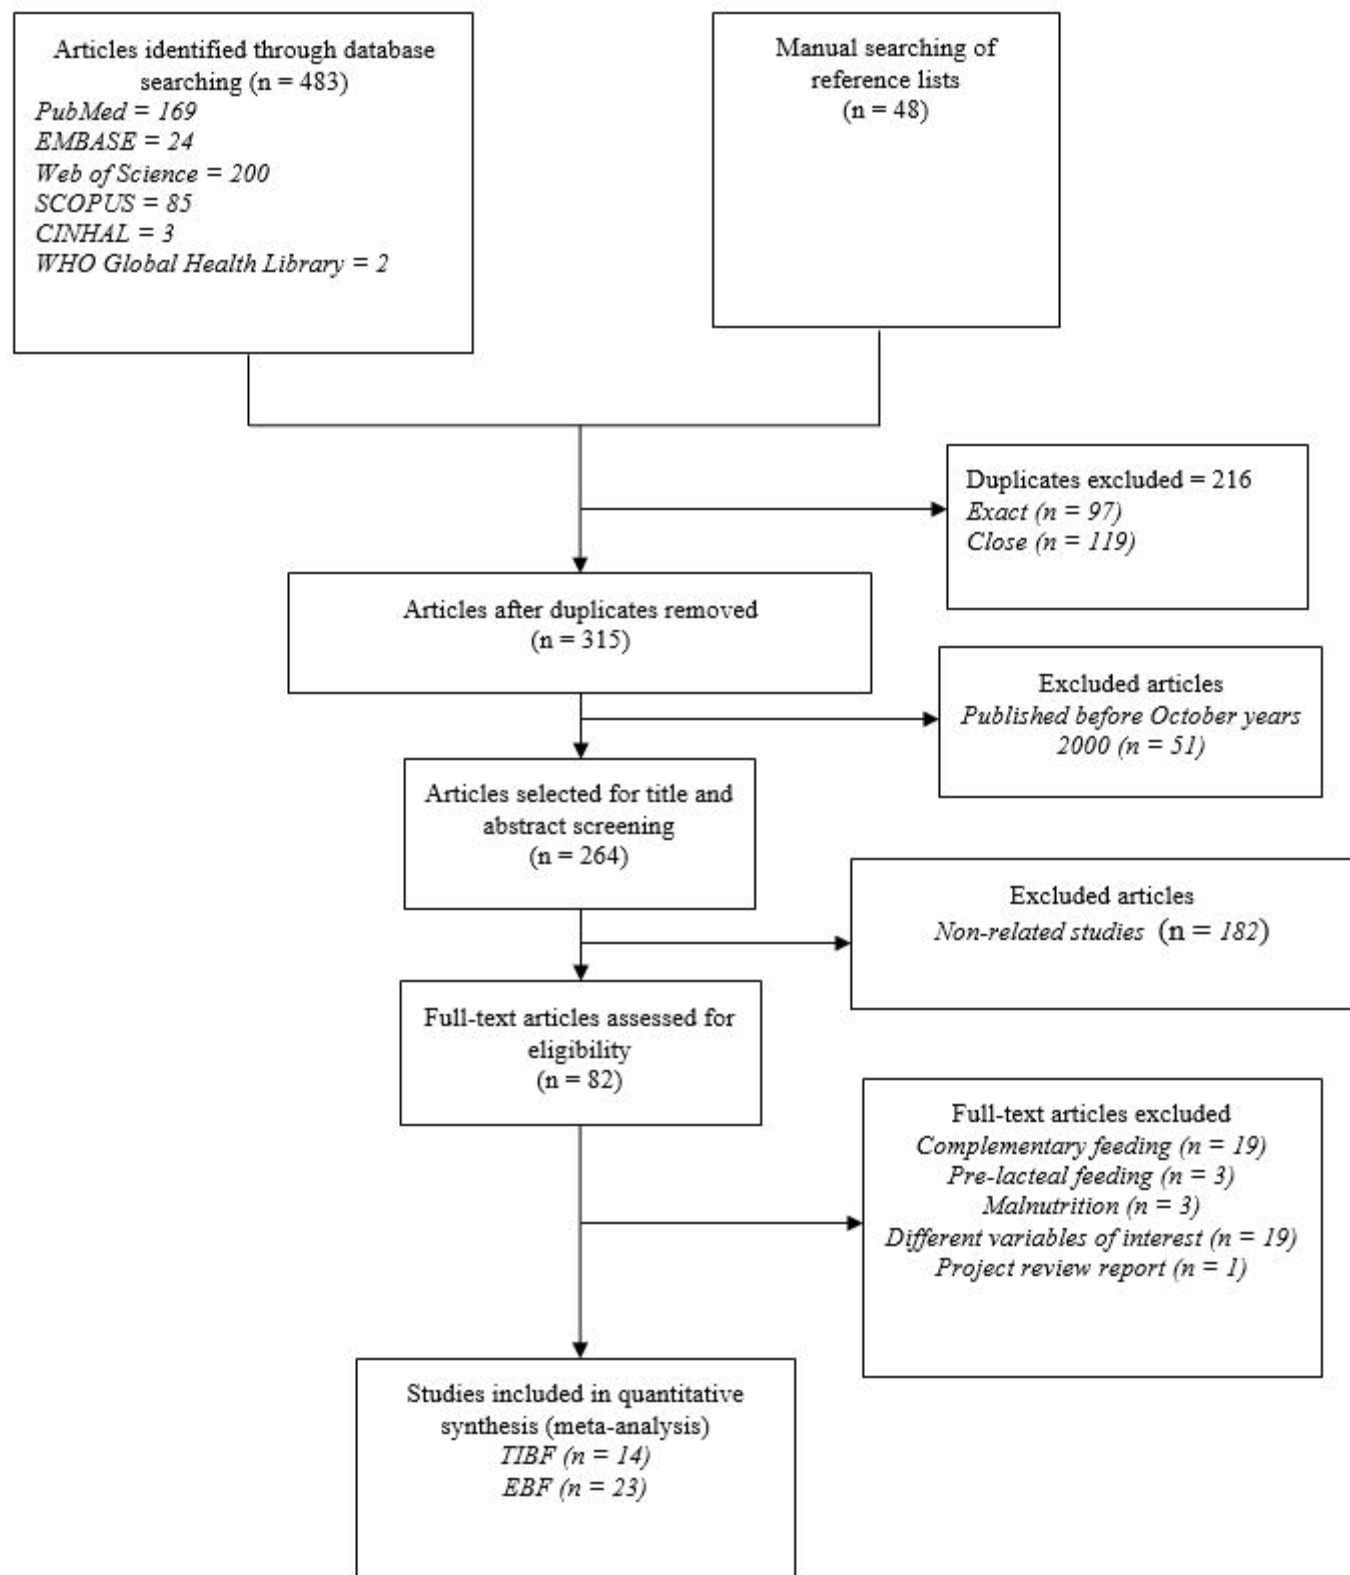 Articles identified through database
searching (n = 483)
PubMed = 169
EMBASE = 24
Web of Science = 200
SCOPUS = 85
CINHAL = 3
WHO Global Health Library = 2
Manual searching of
reference lists
(n = 48)
Duplicates excluded = 216
Exact (n = 97)
Close (n = 119)
Articles after duplicates removed
(n = 315)
Excluded articles
Published before October years
2000 (n = 51)
Articles selected for title and
abstract screening
(n = 264)
Excluded articles
Non-related studies (n = 182)
Full-text articles assessed for
eligibility
(n = 82)
Full-text articles excluded
Complementary feeding (n = 19)
Pre-lacteal feeding (n = 3)
Malnutrition (n = 3)
Different variables of interest (n = 19)
Project review report (n = 1)
Studies included in quantitative
synthesis (meta-analysis)
TIBF (n = 14)
EBF (n = 23)